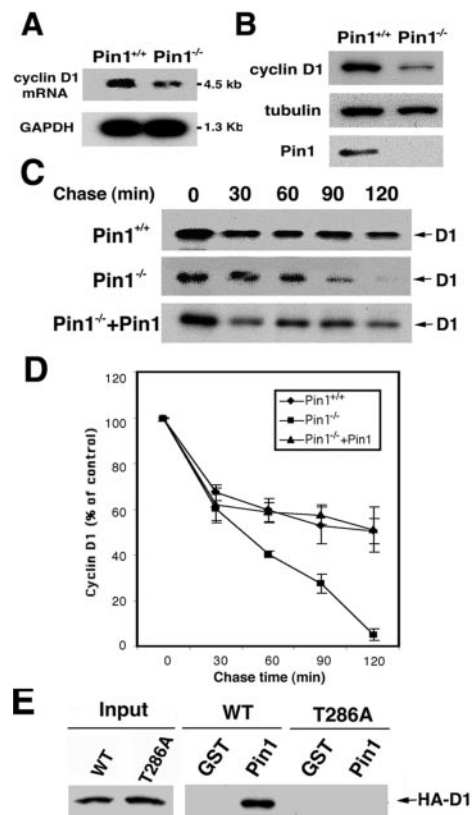 A
Pin1+/+ Pin1-/-
cyclin D1 mRNA
4.5 kb
GAPDH
1.3 Kb
B
Pin1+/+ Pin1-/-
cyclin D1
tubulin
Pin1
C
Chase (min) 0 30 60 90 120
Pin1+/+ D1
Pin1-/- D1
Pin1-/-+Pin1 D1
D
120
100
80
60
40
20
0
Cyclin D1 (% of control)
Pin1+/+
Pin1-/-
Pin1-/-+Pin1
0 30 60 90 120
Chase time (min)
E
Input WT T286A
WT T286A GST Pin1 GST Pin1
HA-D1